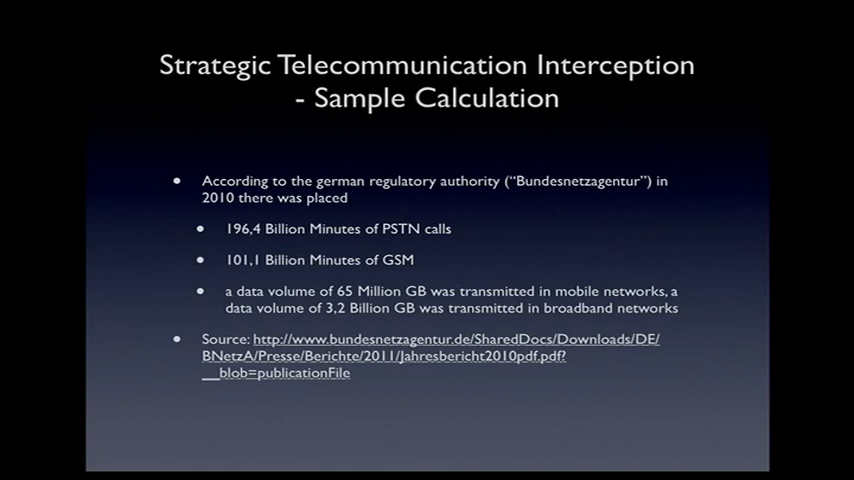 Strategic Telecommunication Interception
- Sample Calculation
• According to the german regulatory authority ("Bundesnetzagentur") in
2010 there was placed
• 196,4 Billion Minutes of PSTN calls
• 101,1 Billion Minutes of GSM
• a data volume of 65 Million GB was transmitted in mobile networks, a
data volume of 3,2 Billion GB was transmitted in broadband networks
• Source: http://www.bundesnetzagentur.de/SharedDocs/Downloads/DE/
BNetzA/Presse/Berichte/2011/Jahresbericht2010pdf.pdf?
__blob=publicationFile